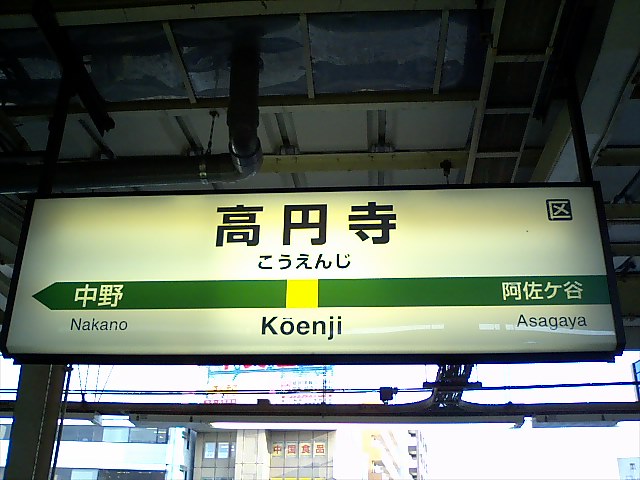 高円寺
区
こうえんじ
中野
阿佐ケ谷
Nakano
Kōenji
Asagaya
中国食品